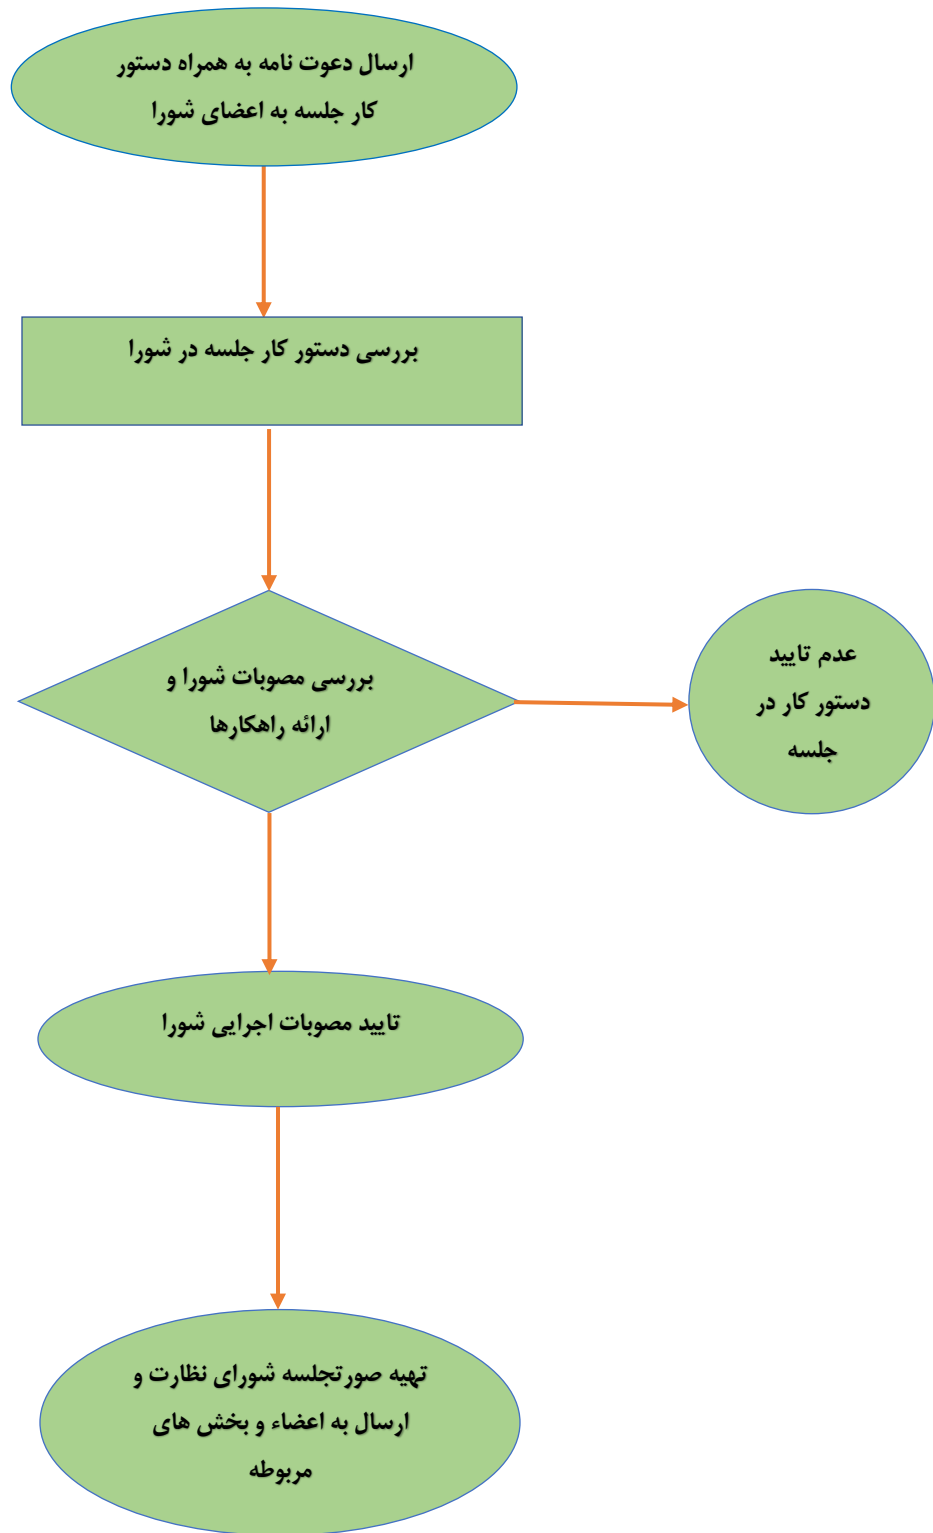 ارسال دعوت نامه به همراه دستور
کار جلسه به اعضای شورا
بررسی دستور کار جلسه در شورا
بررسی مصوبات شورا و
ارائه راهکارها
عدم تایید
دستور کار در
جلسه
تایید مصوبات اجرایی شورا
تهیه صورتجلسه شورای نظارت و
ارسال به اعضاء و بخش های
مربوطه